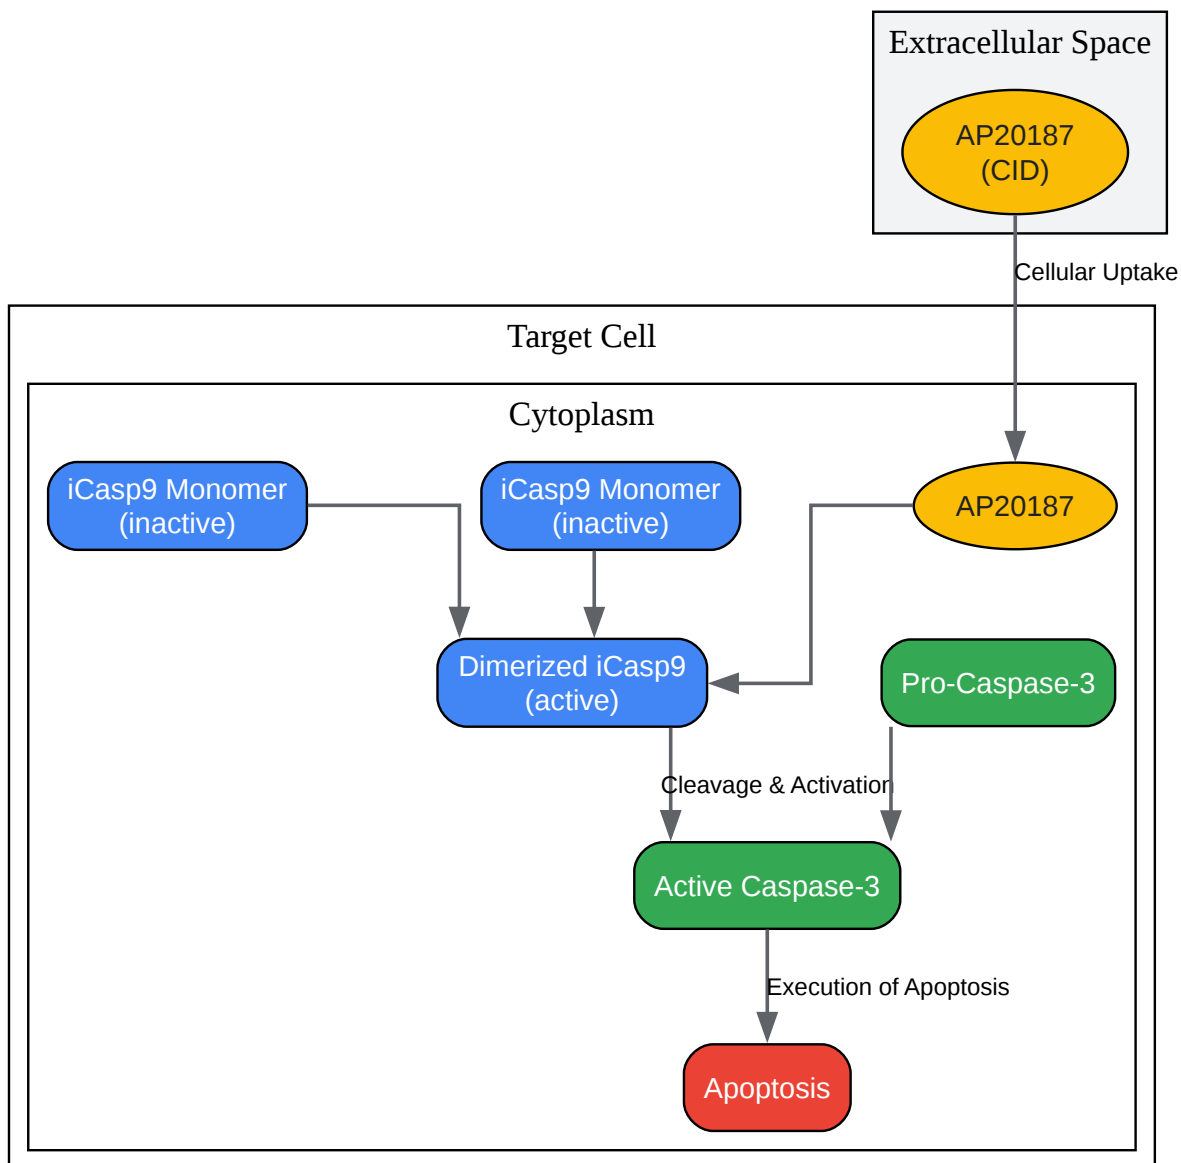 Extracellular Space
AP20187
(CID)
Cellular Uptake
Target Cell
Cytoplasm
iCasp9 Monomer
(inactive)
iCasp9 Monomer
(inactive)
AP20187
Dimerized iCasp9
(active)
Pro-Caspase-3
Cleavage & Activation
Active Caspase-3
Execution of Apoptosis
Apoptosis